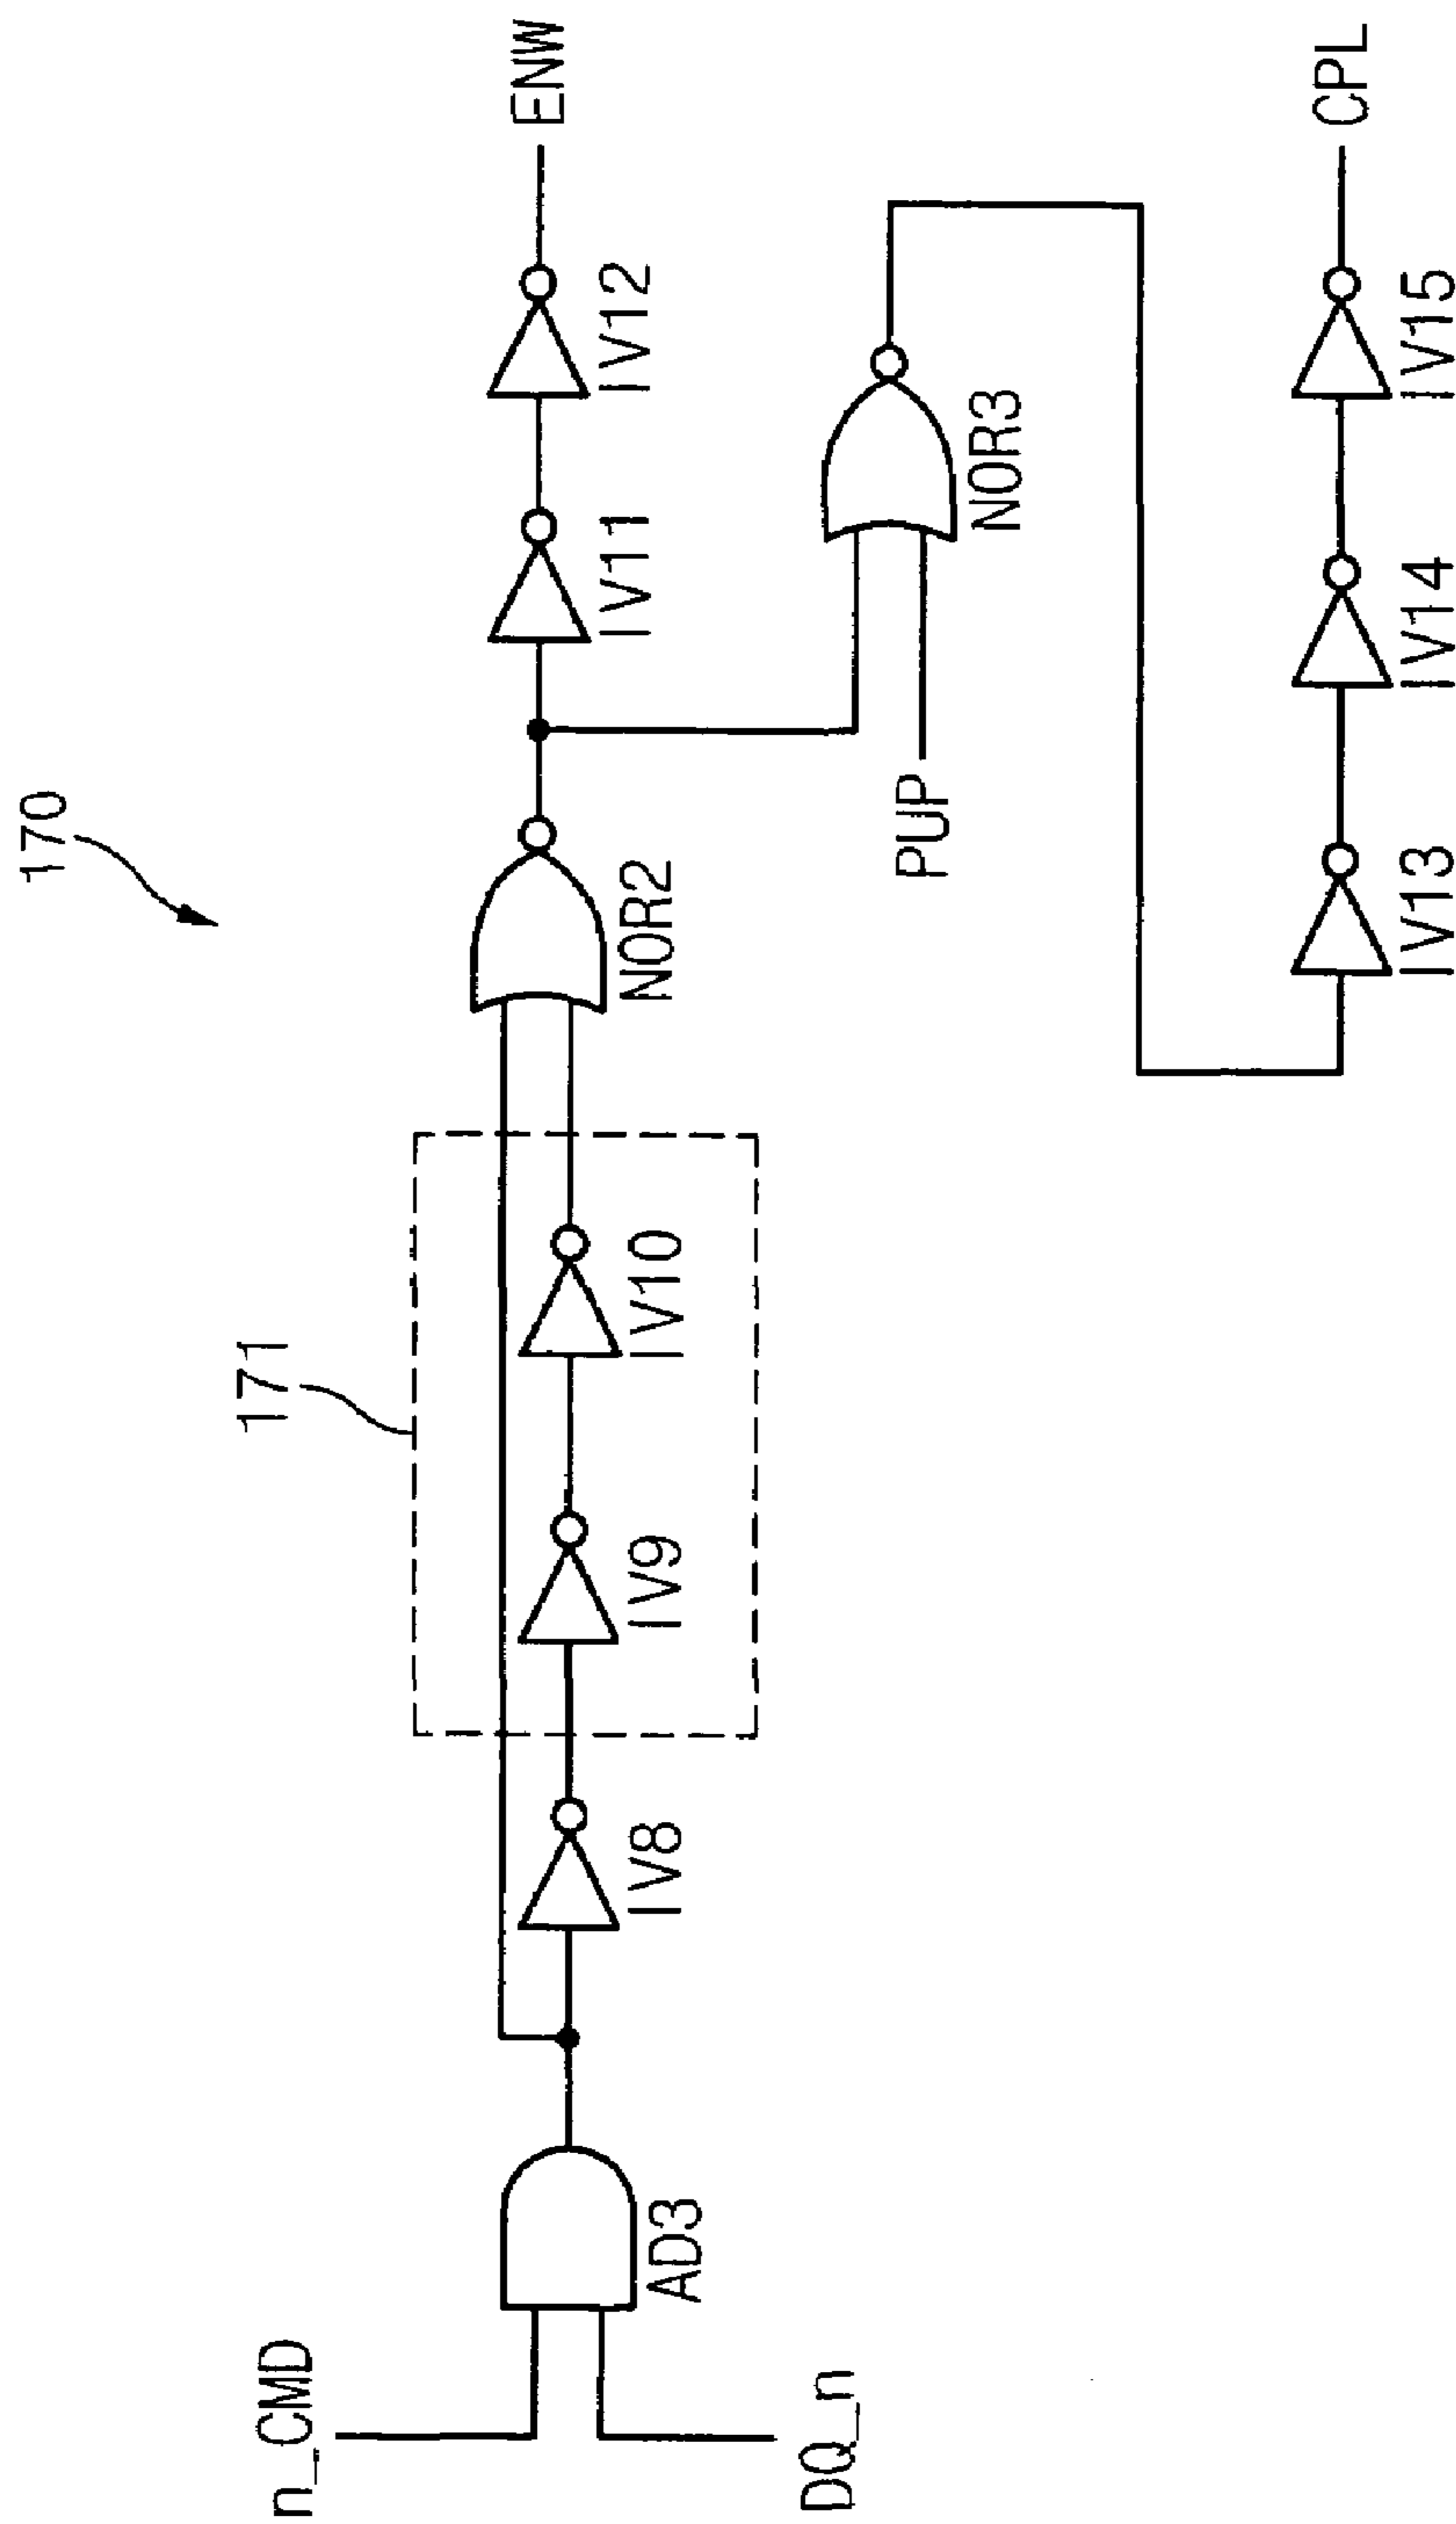 170
n_CMD
DQ_n
AD3
IV8
171
IV9
IV10
NOR2
IV11
IV12
ENW
PUP
NOR3
IV13
IV14
IV15
CPL